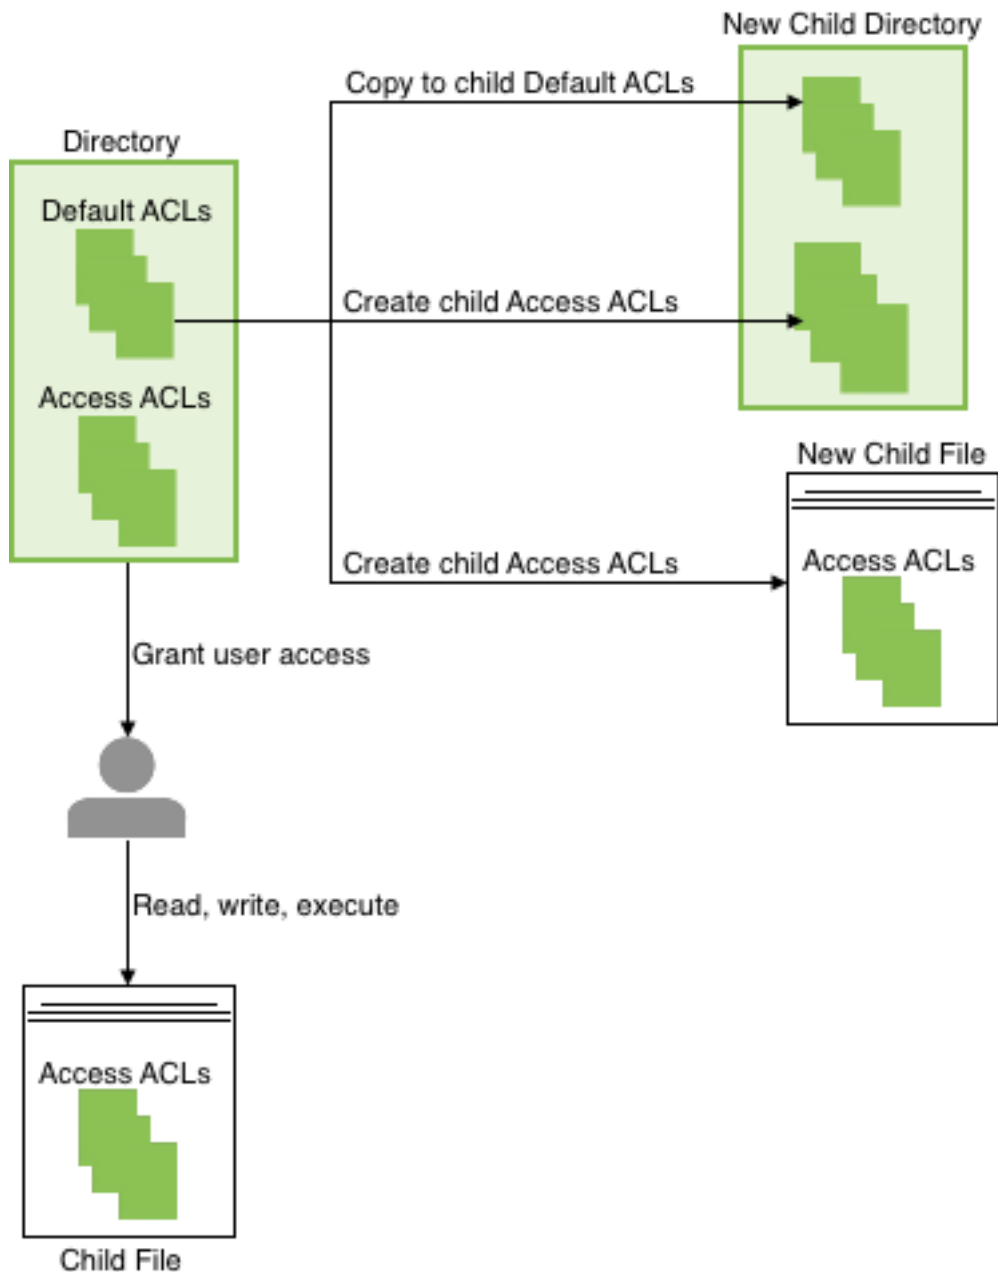 New Child Directory
Copy to child Default ACLs
Directory
Default ACLs
Create child Access ACLs
Access ACLs
New Child File
Create child Access ACLs
Access ACLs
Grant user access
Read, write, execute
Access ACLs
Child File